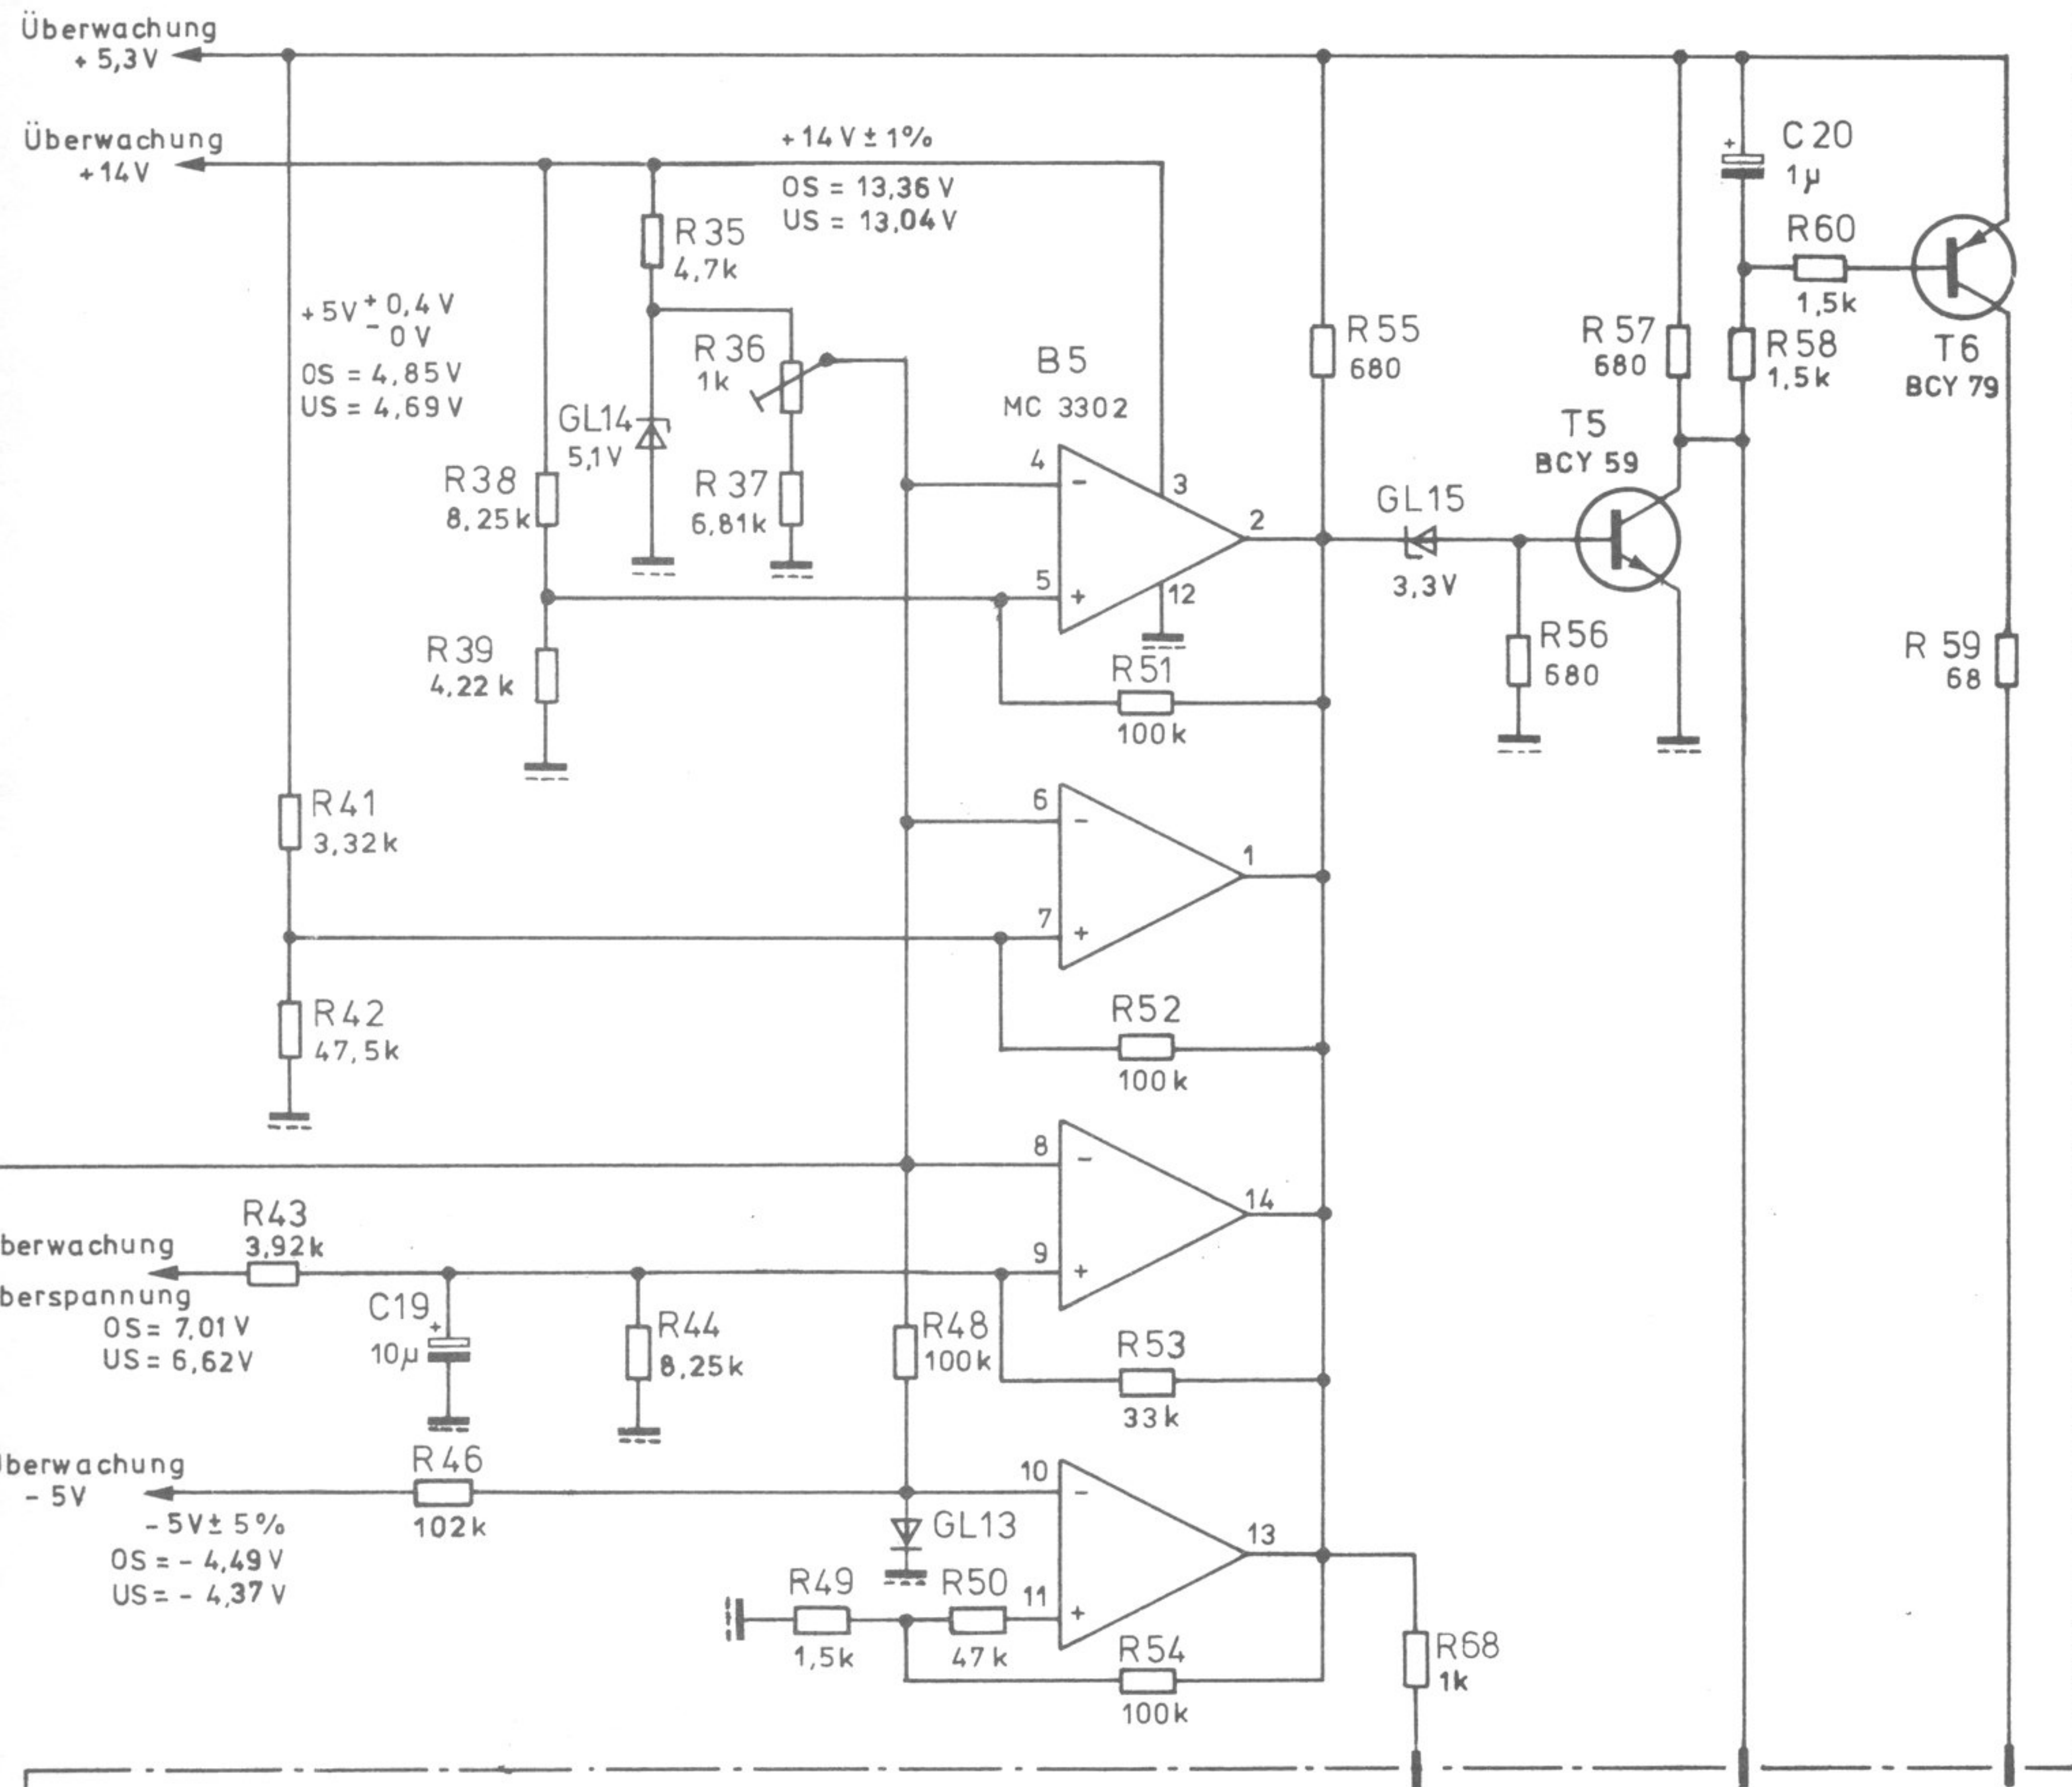 Überwachung
+ 5,3V
Überwachung
+14V
+14 V ± 1%
OS = 13,36 V
US = 13,04 V
C 20
+
1µ
R 35
4,7k
R60
1,5k
+5V + 0,4 V
- 0 V
OS = 4,85 V
US = 4,69 V
R 36
1k
B 5
MC 3302
R 55
680
R 57
680
R58
1,5k
T6
BCY 79
GL14
5,1V
T5
BCY 59
R38
8,25k
R 37
6,81k
4
-
3
2
GL15
3,3V
5
+
12
R 39
4,22 k
R51
100k
R56
680
R 59
68
R41
3,32k
6
-
1
7
+
R42
47,5k
R52
100k
8
-
14
R43
3,92k
berwachung
berspannung
OS = 7,01 V
US = 6,62 V
9
+
C19
+
10µ
R44
8,25k
R48
100k
R53
33k
berwachung
- 5V
R46
102k
- 5V ± 5%
OS = - 4,49 V
US = - 4,37 V
10
-
GL13
13
R49
1,5k
R50
47k
11
+
R54
100k
R68
1k